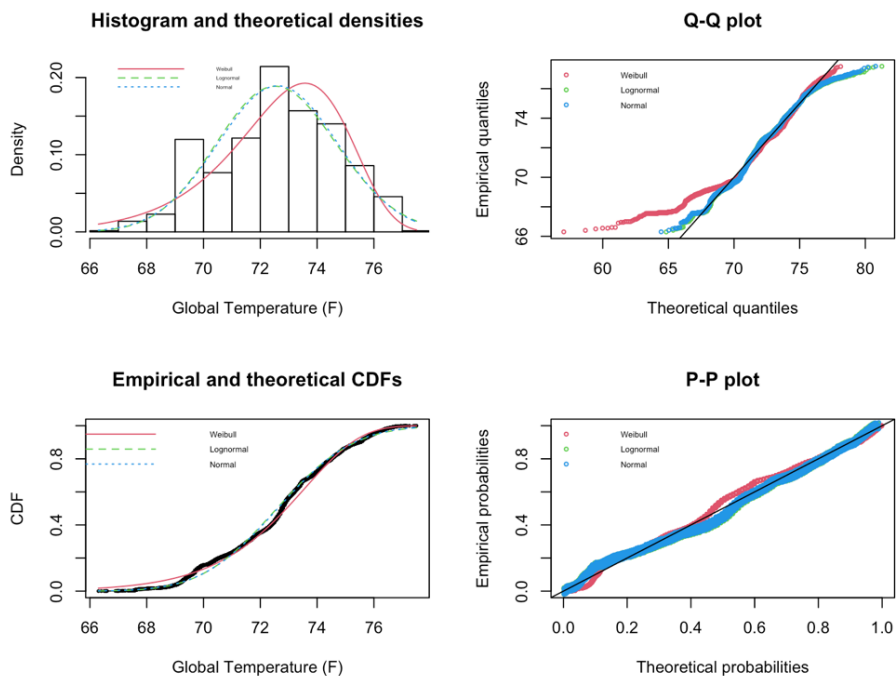 Histogram and theoretical densities
Weibull
Lognormal
Normal
Density
0.00
0.10
0.20
66
70
72
74
76
Global Temperature (F)
Q-Q plot
Weibull
Lognormal
Normal
Empirical quantiles
66
70
74
60
65
70
75
80
Theoretical quantiles
Empirical and theoretical CDFs
Weibull
Lognormal
Normal
CDF
0.0
0.4
0.8
66
70
72
74
76
Global Temperature (F)
P-P plot
Weibull
Lognormal
Normal
Empirical probabilities
0.0
0.4
0.8
0.0
0.2
0.4
0.6
0.8
1.0
Theoretical probabilities